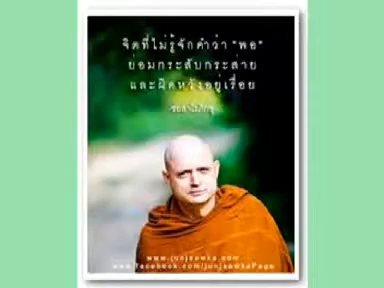 จิตที่ไม่รู้จักคำว่า "พอ"
ย่อมกระสับกระส่าย
และผิดหวังอยู่เรื่อย
www.junjaowka.com
www.facebook.com/junjaowkaPage